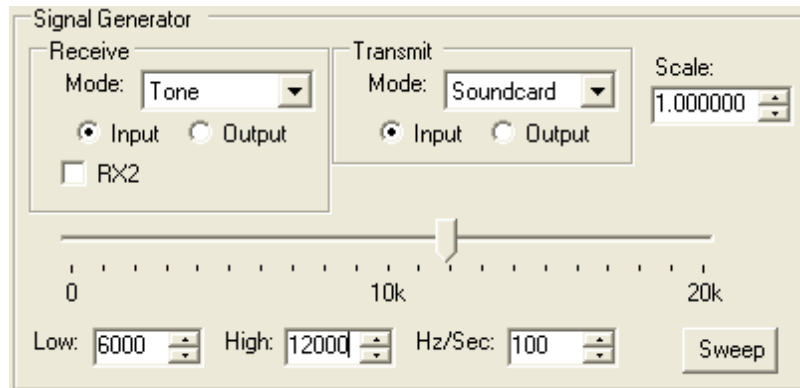 Signal Generator
Receive
Mode: Tone
Input Output
RX2
Transmit
Mode: Soundcard
Input Output
Scale:
1.000000
0 10k 20k
Low: 6000 High: 12000 Hz/Sec: 100 Sweep